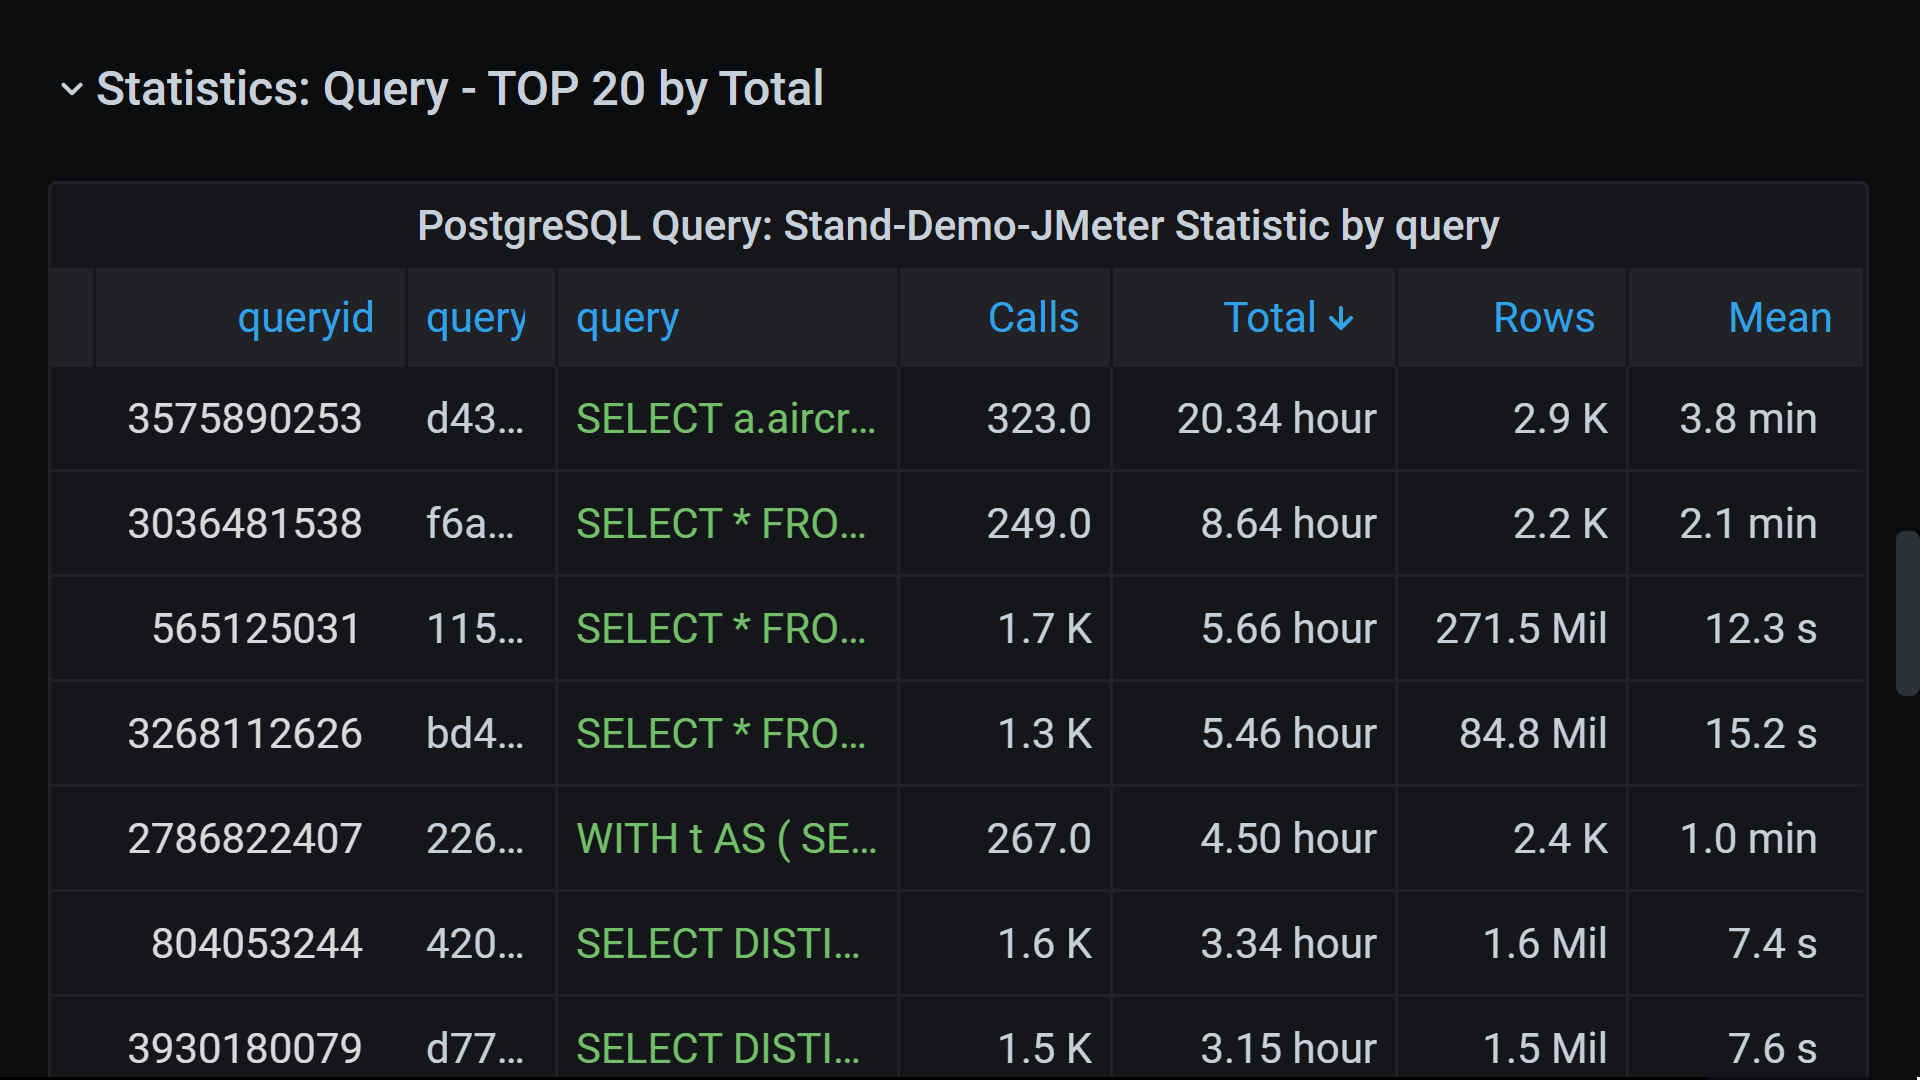 Statistics: Query - TOP 20 by Total
PostgreSQL Query: Stand-Demo-JMeter Statistic by query
queryid query query Calls Total Rows Mean
3575890253 d43… SELECT a.aircr… 323.0 20.34 hour 2.9 K 3.8 min
3036481538 f6a… SELECT * FRO… 249.0 8.64 hour 2.2 K 2.1 min
565125031 115… SELECT * FRO… 1.7 K 5.66 hour 271.5 Mil 12.3 s
3268112626 bd4… SELECT * FRO… 1.3 K 5.46 hour 84.8 Mil 15.2 s
2786822407 226… WITH t AS ( SE… 267.0 4.50 hour 2.4 K 1.0 min
804053244 420… SELECT DISTI… 1.6 K 3.34 hour 1.6 Mil 7.4 s
3930180079 d77… SELECT DISTI… 1.5 K 3.15 hour 1.5 Mil 7.6 s